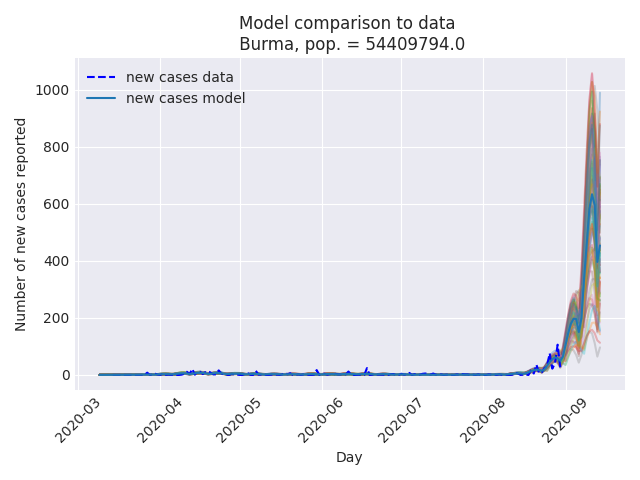 Model comparison to data
Burma, pop. = 54409794.0
new cases data
new cases model
Number of new cases reported
1000
800
600
400
200
0
2020-03
2020-04
2020-05
2020-06
2020-07
2020-08
2020-09
Day